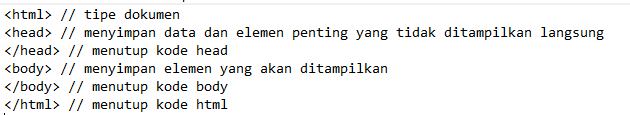 <html> // tipe dokumen
<head> // menyimpan data dan elemen penting yang tidak ditampilkan langsung
</head> // menutup kode head
<body> // menyimpan elemen yang akan ditampilkan
</body> // menutup kode body
</html> // menutup kode html